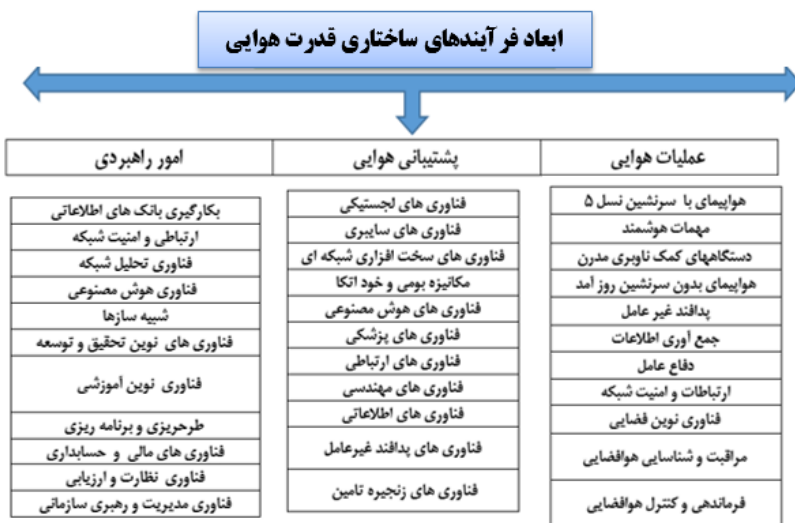 ابعاد فرآیندهای ساختاری قدرت هوایی
عملیات هوایی
هواپیمای با سرنشین نسل ۵
مهمات هوشمند
دستگاههای کمک ناوبری مدرن
هواپیمای بدون سرنشین روز آمد
پدافند غیر عامل
جمع آوری اطلاعات
دفاع عامل
ارتباطات و امنیت شبکه
فناوری نوین فضایی
مراقبت و شناسایی هوافضایی
فرماندهی و کنترل هوافضایی
پشتیبانی هوایی
فناوری های لجستیکی
فناوری های سایبری
فناوری های سخت افزاری شبکه ای
مکانیزه بومی و خود اتکا
فناوری های هوش مصنوعی
فناوری های پزشکی
فناوری های ارتباطی
فناوری های مهندسی
فناوری های اطلاعاتی
فناوری های پدافند غیرعامل
فناوری های زنجیره تامین
امور راهبردی
بکارگیری بانک های اطلاعاتی
ارتباطی و امنیت شبکه
فناوری تحلیل شبکه
فناوری هوش مصنوعی
شبیه سازها
فناوری های نوین تحقیق و توسعه
فناوری نوین آموزشی
طرحریزی و برنامه ریزی
فناوری های مالی و حسابداری
فناوری نظارت و ارزیابی
فناوری مدیریت و رهبری سازمانی